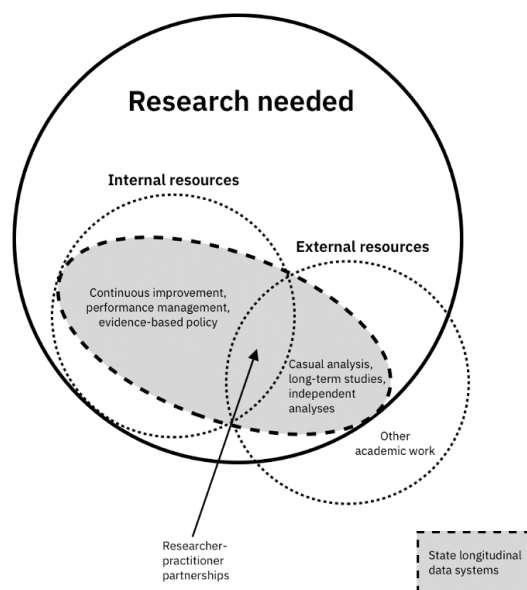 Research needed
Internal resources
External resources
Continuous improvement,
performance management,
evidence-based policy
Casual analysis,
long-term studies,
independent
analyses
Other
academic work
Researcher-
practitioner
partnerships
State longitudinal
data systems